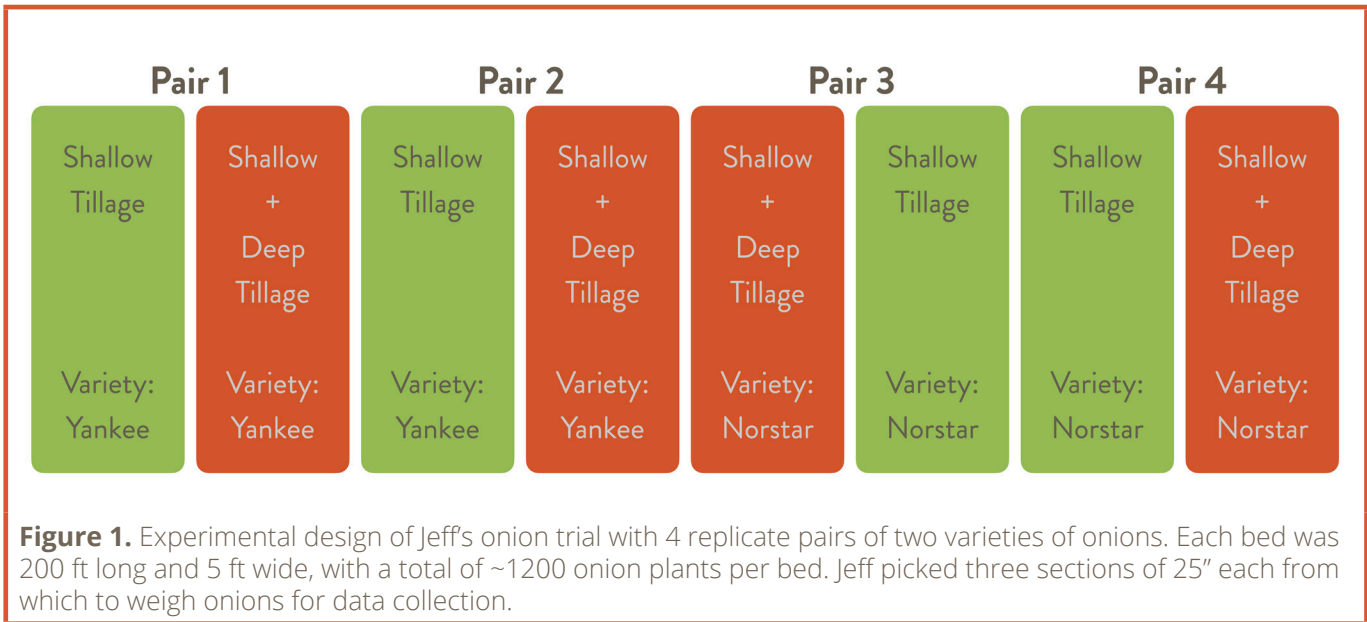 Pair 1 Pair 2 Pair 3 Pair 4
Shallow
Tillage
Variety:
Yankee
Shallow
+
Deep
Tillage
Variety:
Yankee
Shallow
Tillage
Variety:
Yankee
Shallow
+
Deep
Tillage
Variety:
Yankee
Shallow
+
Deep
Tillage
Variety:
Norstar
Shallow
Tillage
Variety:
Norstar
Shallow
Tillage
Variety:
Norstar
Shallow
+
Deep
Tillage
Variety:
Norstar
Figure 1. Experimental design of Jeff’s onion trial with 4 replicate pairs of two varieties of onions. Each bed was
200 ft long and 5 ft wide, with a total of ~1200 onion plants per bed. Jeff picked three sections of 25” each from
which to weigh onions for data collection.